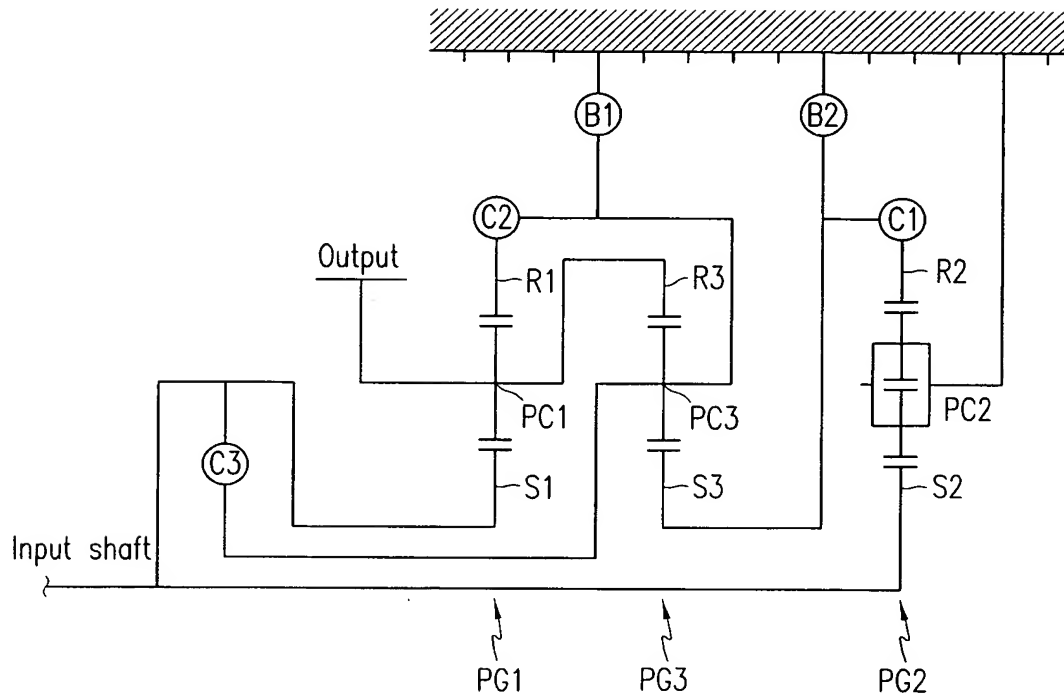 B1
B2
C2
C1
Output
R1
R3
R2
PC1
PC3
PC2
C3
S1
S3
S2
Input shaft
PG1
PG3
PG2